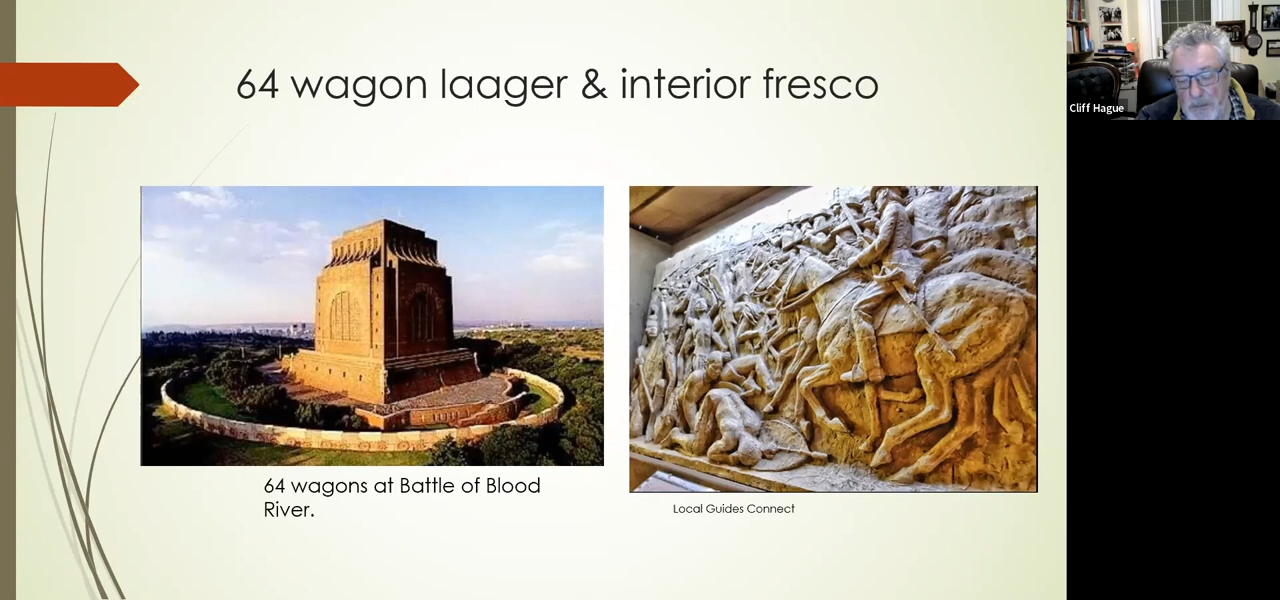 64 wagon laager & interior fresco
Cliff Hague
64 wagons at Battle of Blood
River.
Local Guides Connect